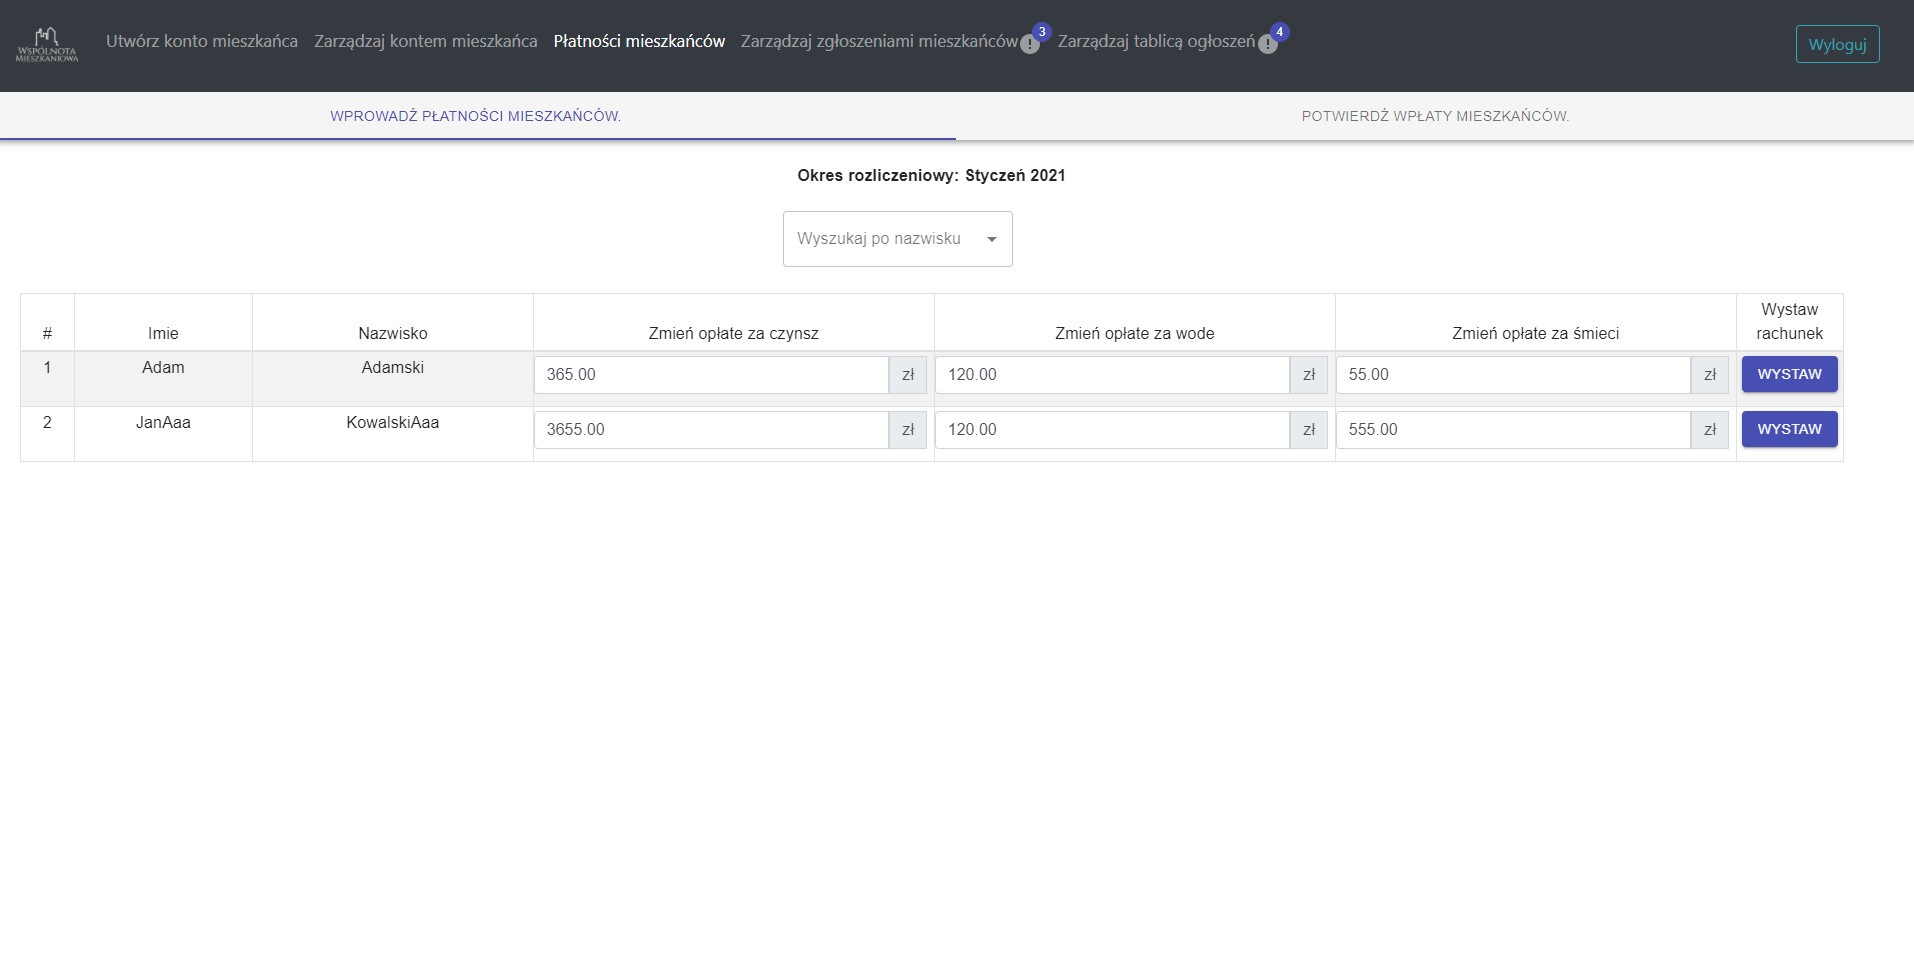 WSPÓLNOTA
MIESZKANIOWA
Utwórz konto mieszkańca
Zarządzaj kontem mieszkańca
Płatności mieszkańców
Zarządzaj zgłoszeniami mieszkańców
!
3
Zarządzaj tablicą ogłoszeń
!
4
Wyloguj
WPROWADŹ PŁATNOŚCI MIESZKAŃCÓW.
POTWIERDŹ WPŁATY MIESZKAŃCÓW.
Okres rozliczeniowy: Styczeń 2021
Wyszukaj po nazwisku
# Imie Nazwisko Zmień opłate za czynsz Zmień opłate za wode Zmień opłate za śmieci Wystaw rachunek
1 Adam Adamski 365.00 zł 120.00 zł 55.00 zł WYSTAW
2 JanAaa KowalskiAaa 3655.00 zł 120.00 zł 555.00 zł WYSTAW